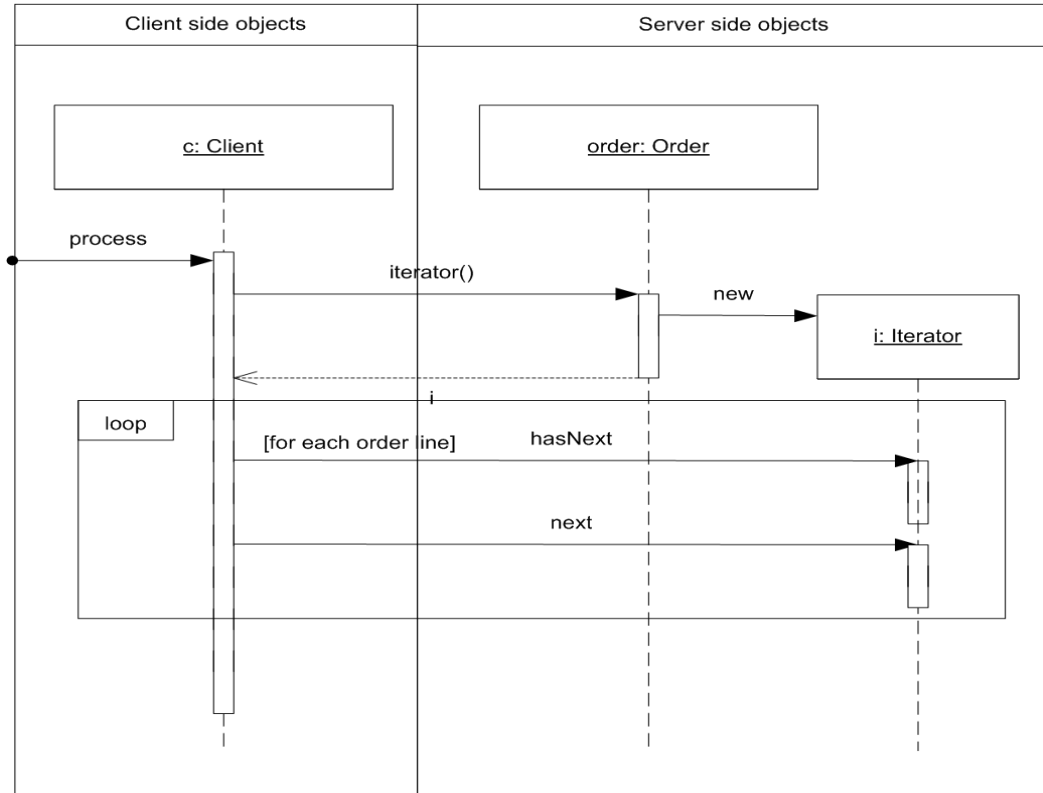 Client side objects
Server side objects
c: Client
order: Order
process
iterator()
new
i: Iterator
i
loop
[for each order line]
hasNext
next